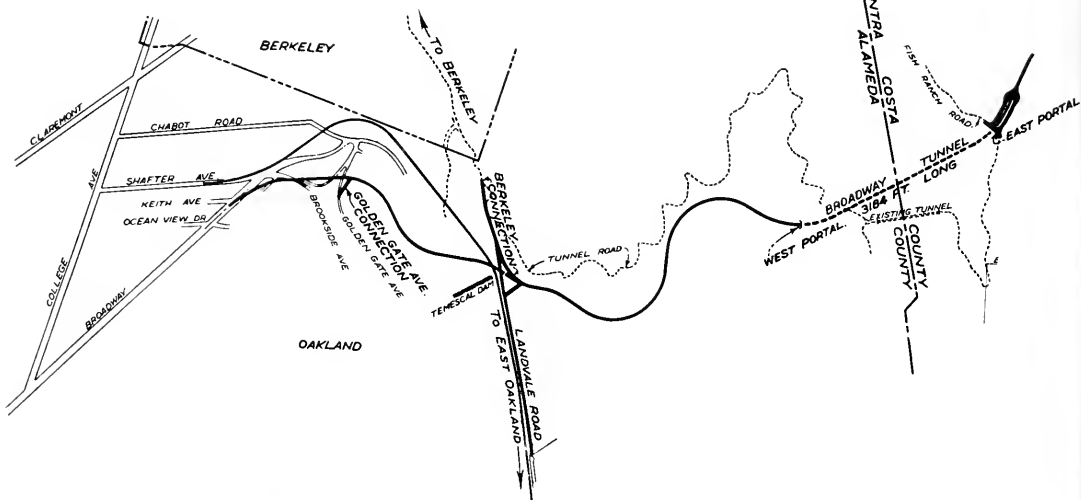 BERKELEY
TO BERKELEY
CLAREMONT
CHABOT ROAD
AVE
SHAFTER AVE
KEITH AVE
OCEAN VIEW DR.
COLLEGE
BROADWAY
BROOKSIDE AVE
GOLDEN GATE AVE
GOLDEN GATE AVE.
CONNECTION
BERKELEY
CONNECTION
TEMESCAL DAM
TUNNEL ROAD
OAKLAND
TO EAST OAKLAND
LANDVALE ROAD
NTRA COSTA
ALAMEDA
COUNTY
COUNTY
FISH RANCH ROAD.
EAST PORTAL
BROADWAY TUNNEL
3184 FT. LONG
EXISTING TUNNEL
WEST PORTAL